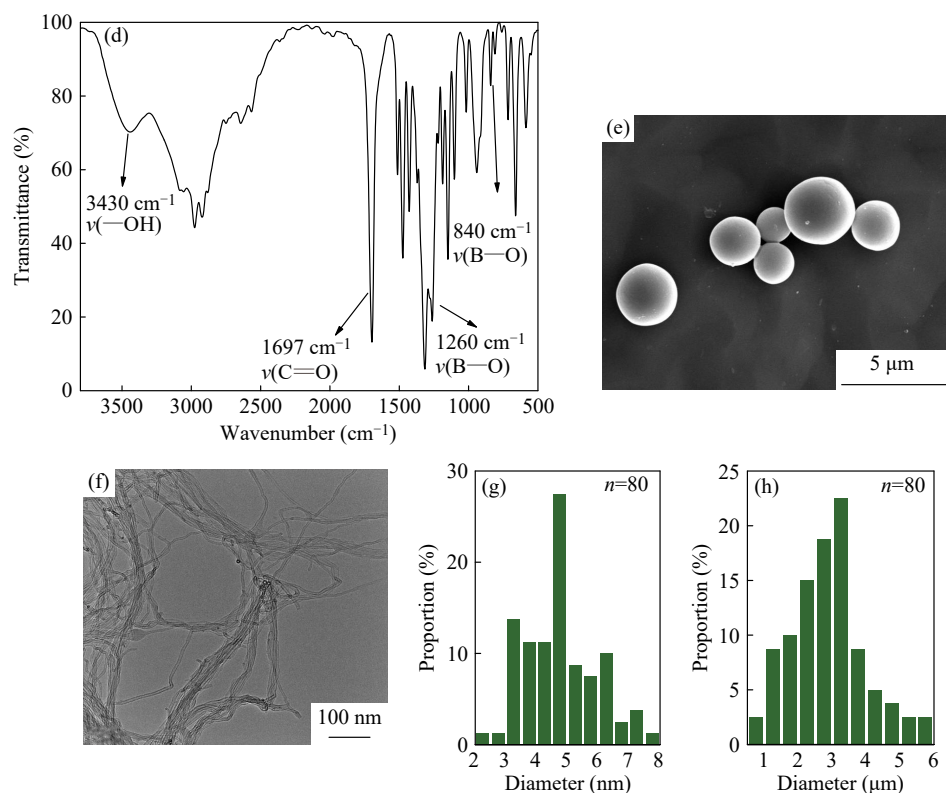 (d)
100
80
60
40
20
0
Transmittance (%)
3430 cm⁻¹
ν(—OH)
1697 cm⁻¹
ν(C=O)
840 cm⁻¹
ν(B—O)
1260 cm⁻¹
ν(B—O)
3500 3000 2500 2000 1500 1000 500
Wavenumber (cm⁻¹)
(e)
5 μm
(f)
100 nm
(g)
n=80
30
20
10
0
Proportion (%)
2 3 4 5 6 7 8
Diameter (nm)
(h)
n=80
25
20
15
10
5
0
Proportion (%)
1 2 3 4 5 6
Diameter (μm)